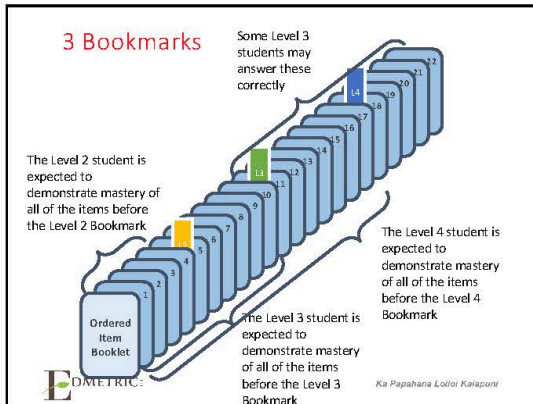 3 Bookmarks
Some Level 3
students may
answer these
correctly
The Level 2 student is
expected to
demonstrate mastery of
all of the items before
the Level 2 Bookmark
L4
L3
22
21
20
19
18
17
16
15
14
13
12
11
10
9
8
7
6
5
4
3
2
1
Ordered
Item
Booklet
The Level 4 student is
expected to
demonstrate mastery
of all of the items
before the Level 4
Bookmark
The Level 3 student is
expected to
demonstrate mastery
of all of the items
before the Level 3
Bookmark
EDMETRIC
Ka Papahana Loiloi Kaiapuni